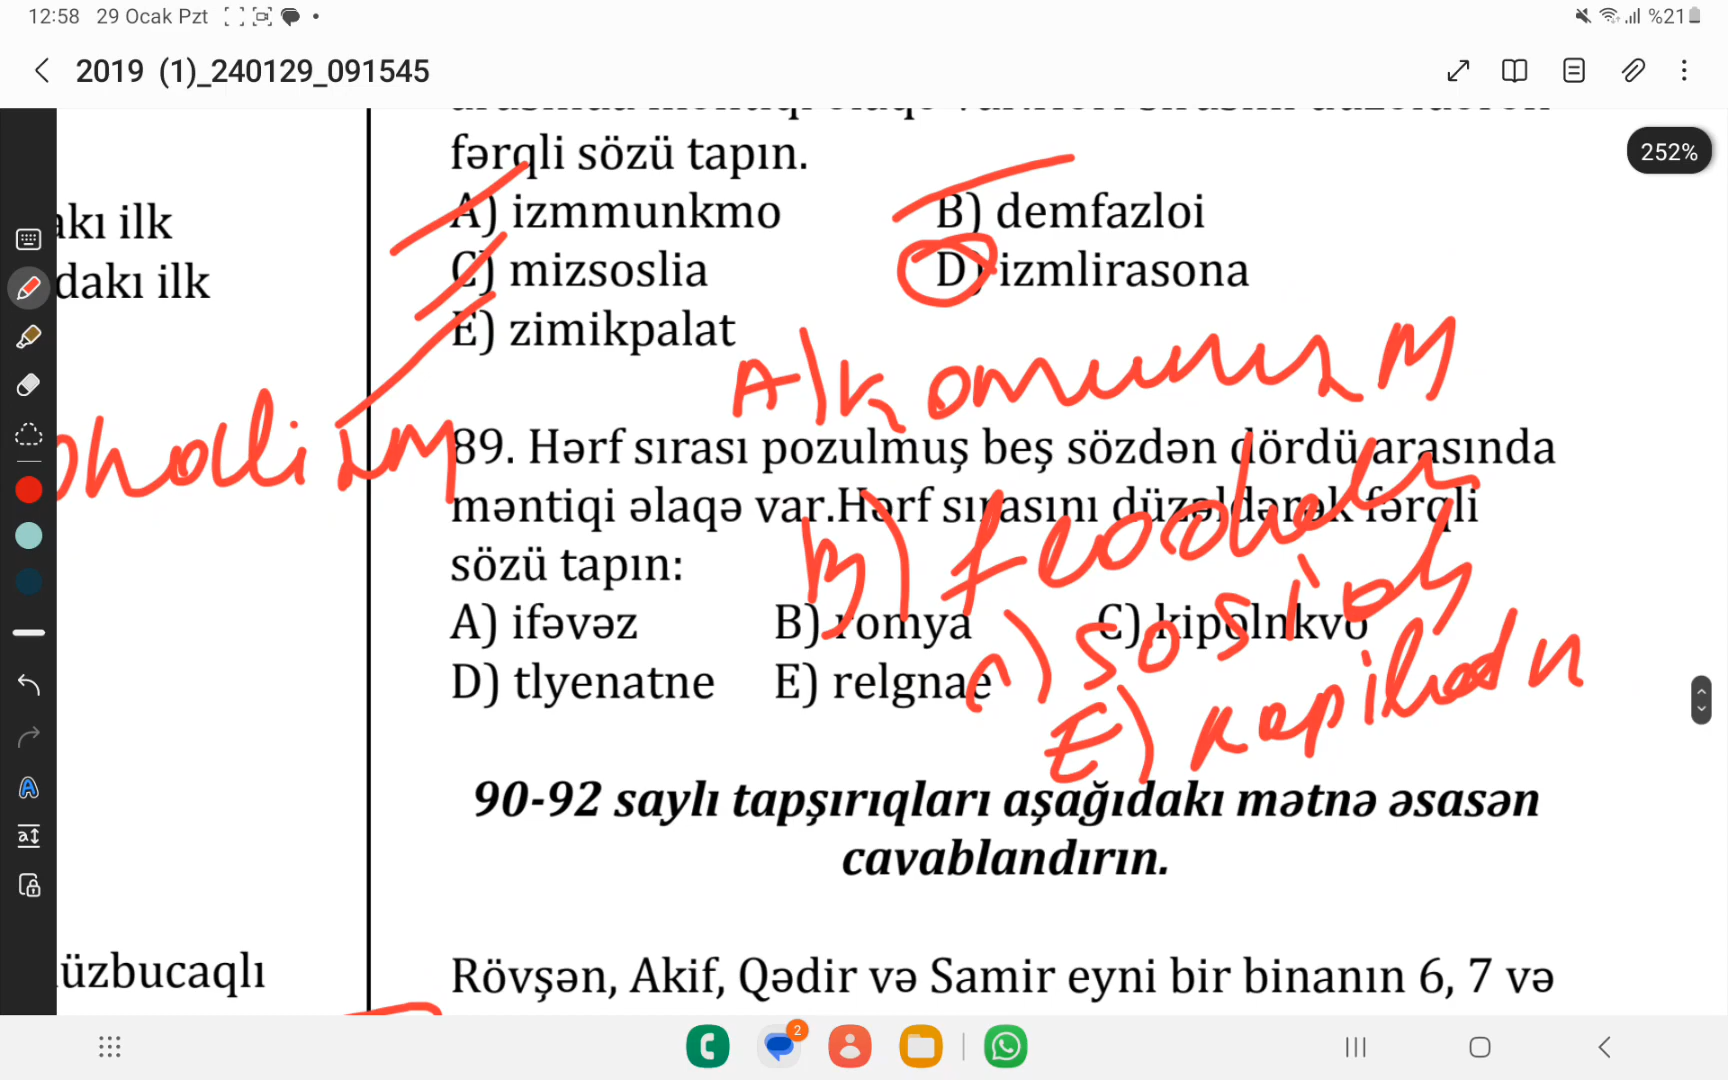 12:58 29 Ocak Pzt
%21
2019 (1)_240129_091545
252%
fərqli sözü tapın.
A) izmmunkmo B) demfazloi
C) mizsoslia D) izmlirasona
E) zimikpalat
akı ilk
dakı ilk
A) komunizm
89. Hərf sırası pozulmuş beş sözdən dördü arasında
məntiqi əlaqə var.Hərf sırasını düzəldərək fərqli
sözü tapın:
A) ifəvəz B) romya C) kipolnkvo
D) tlyenatne E) relgnae
B) feodal
C) sosial
E) kapital
90-92 saylı tapşırıqları aşağıdakı mətnə əsasən
cavablandırın.
üzbucaqlı
Rövşən, Akif, Qədir və Samir eyni bir binanın 6, 7 və
2